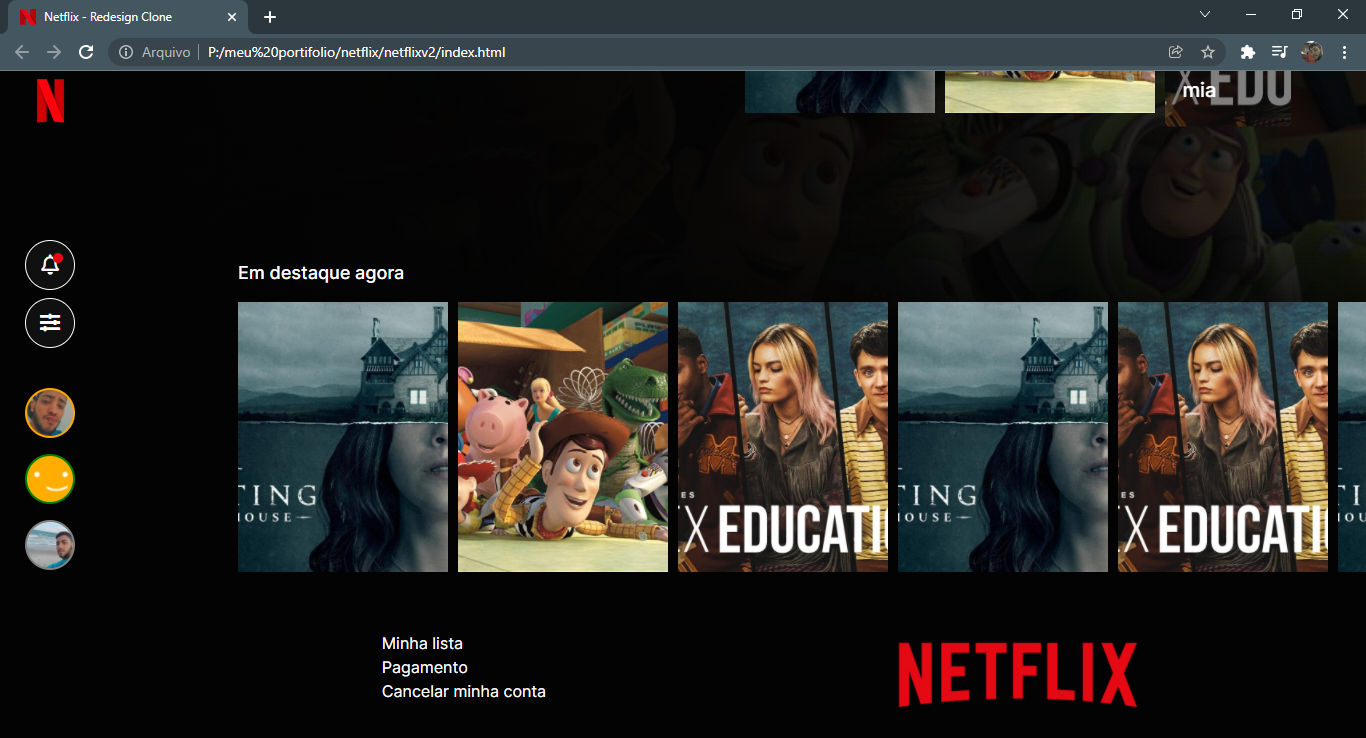 Netflix - Redesign Clone
Arquivo
P:/meu%20portifolio/netflix/netflixv2/index.html
N
X EDU
mia
Em destaque agora
TING
HOUSE
ES
X EDUCATI
TING
HOUSE
ES
X EDUCATI
Minha lista
Pagamento
Cancelar minha conta
NETFLIX